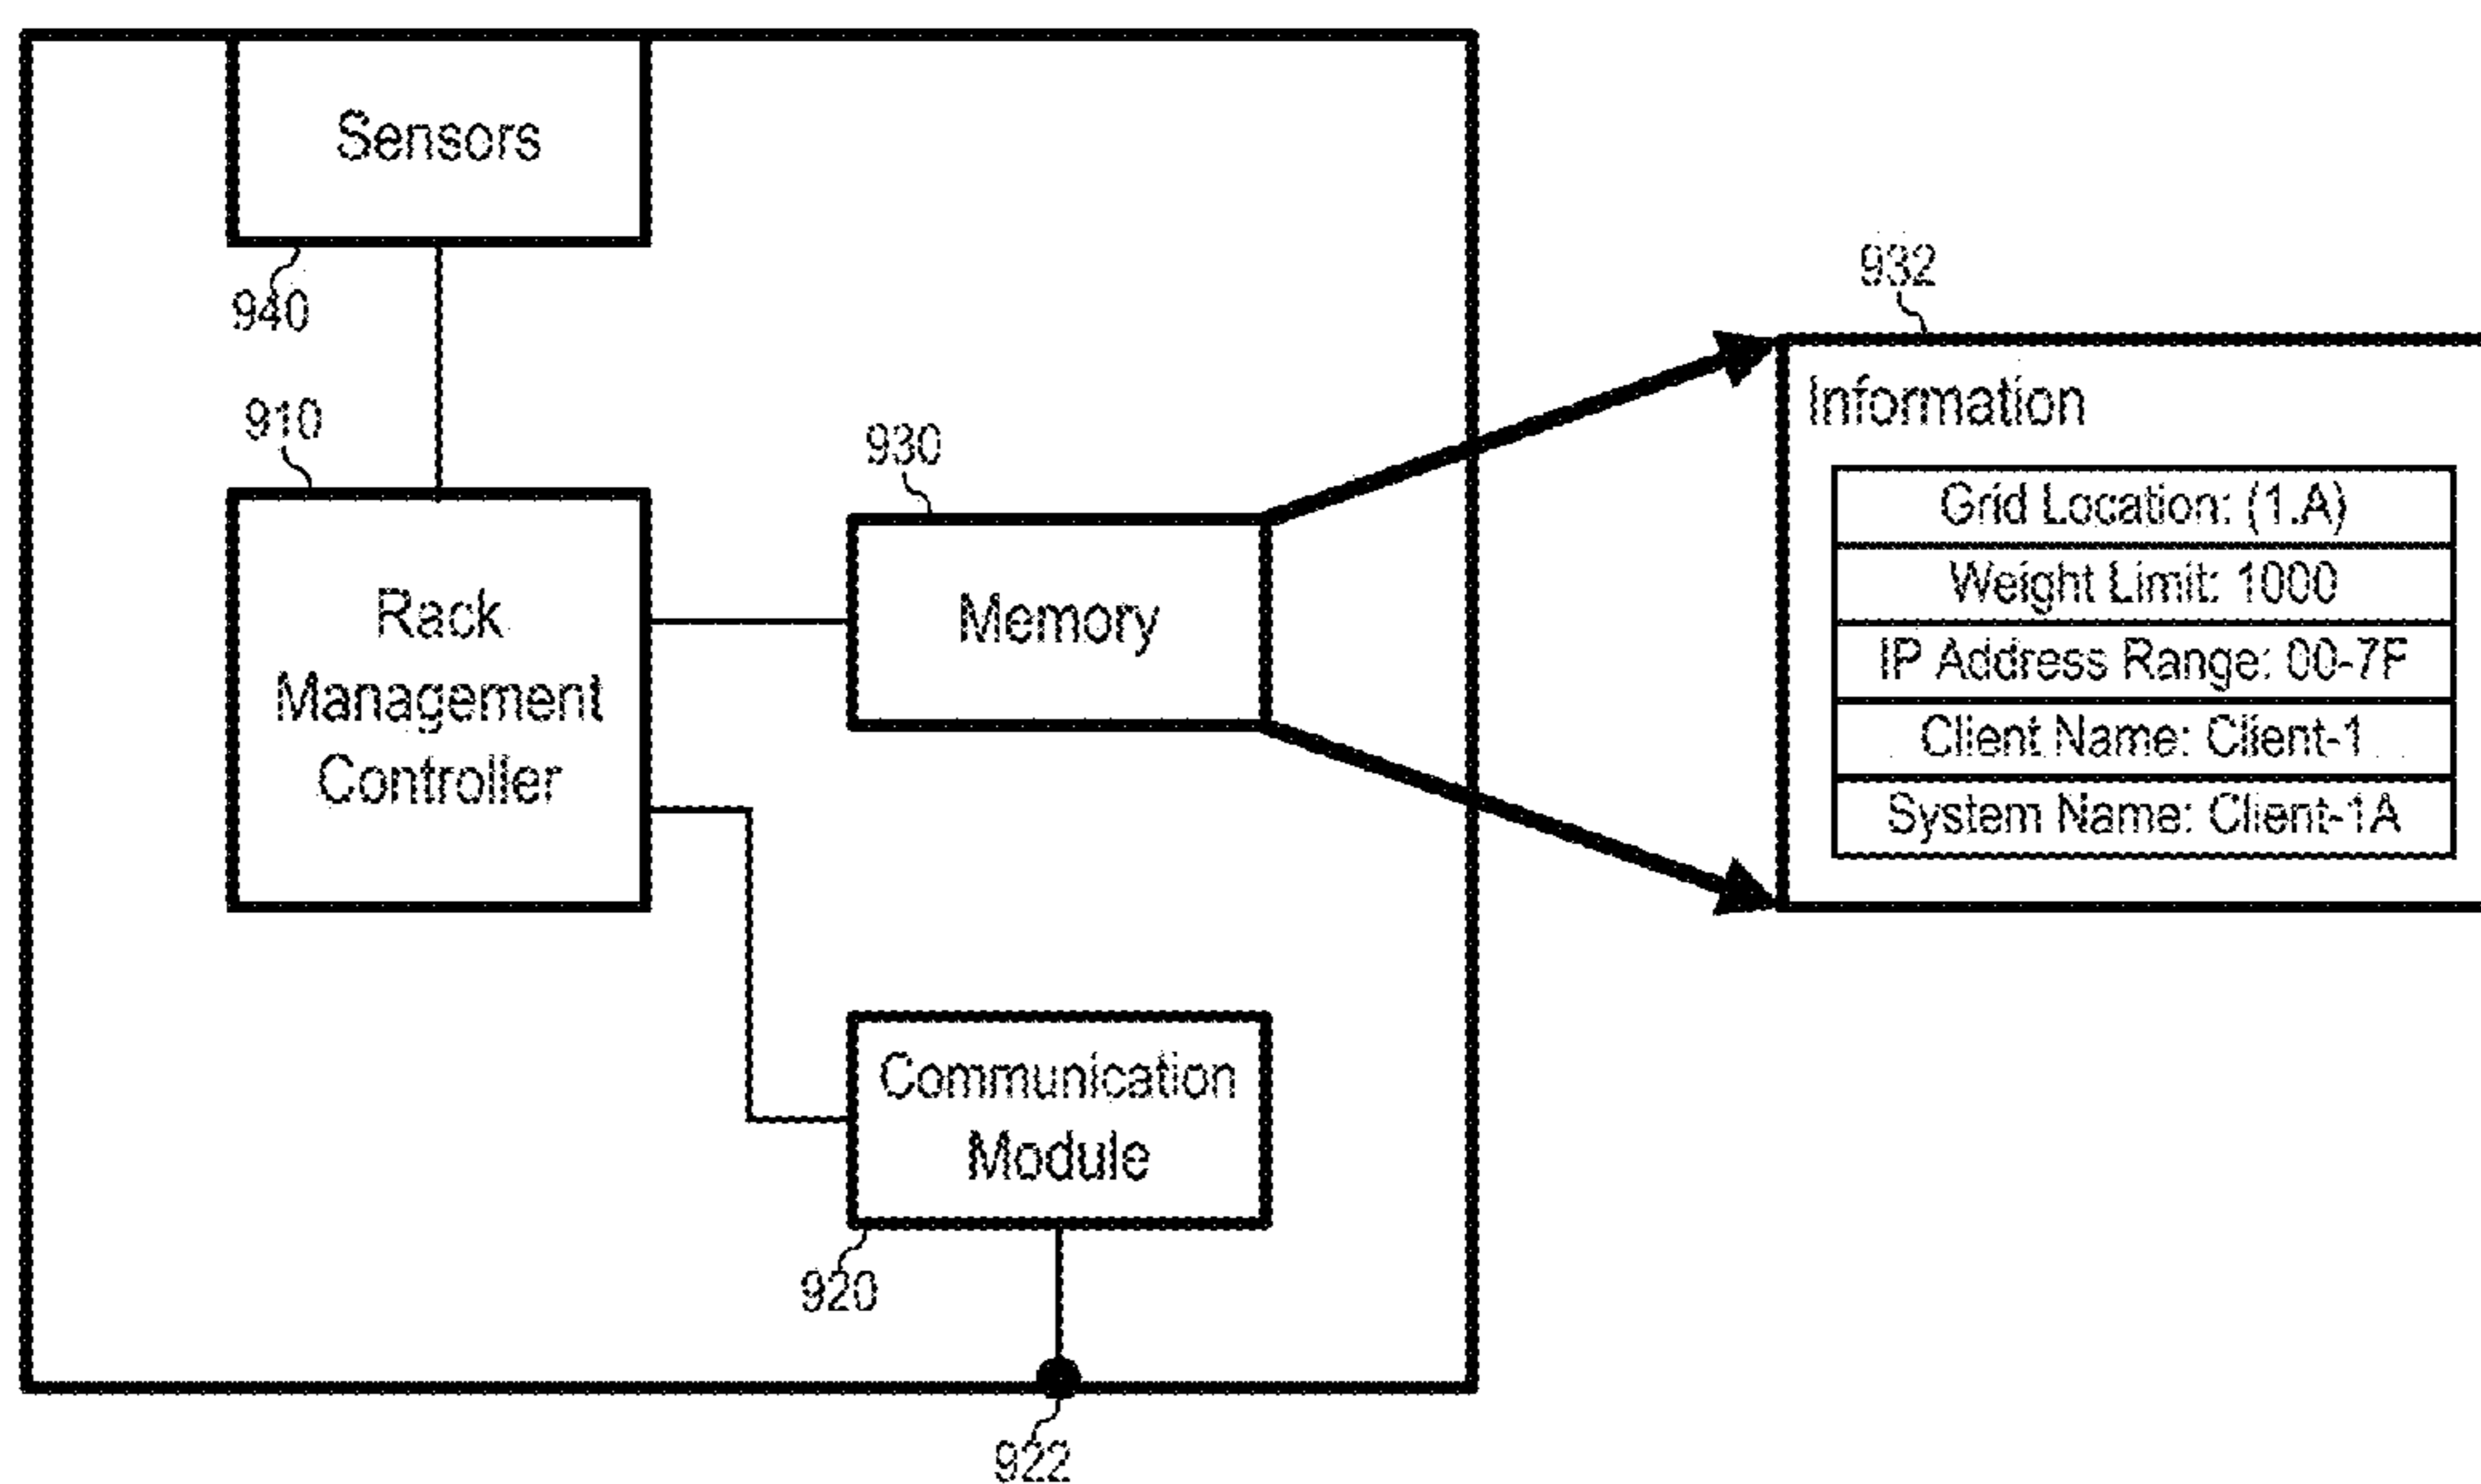 Sensors
940
932
Information
910
930
Grid Location: (1.A)
Weight Limit: 1000
IP Address Range: 00-7F
Client Name: Client-1
System Name: Client-1A
Rack
Management
Controller
Memory
Communication
Module
920
922